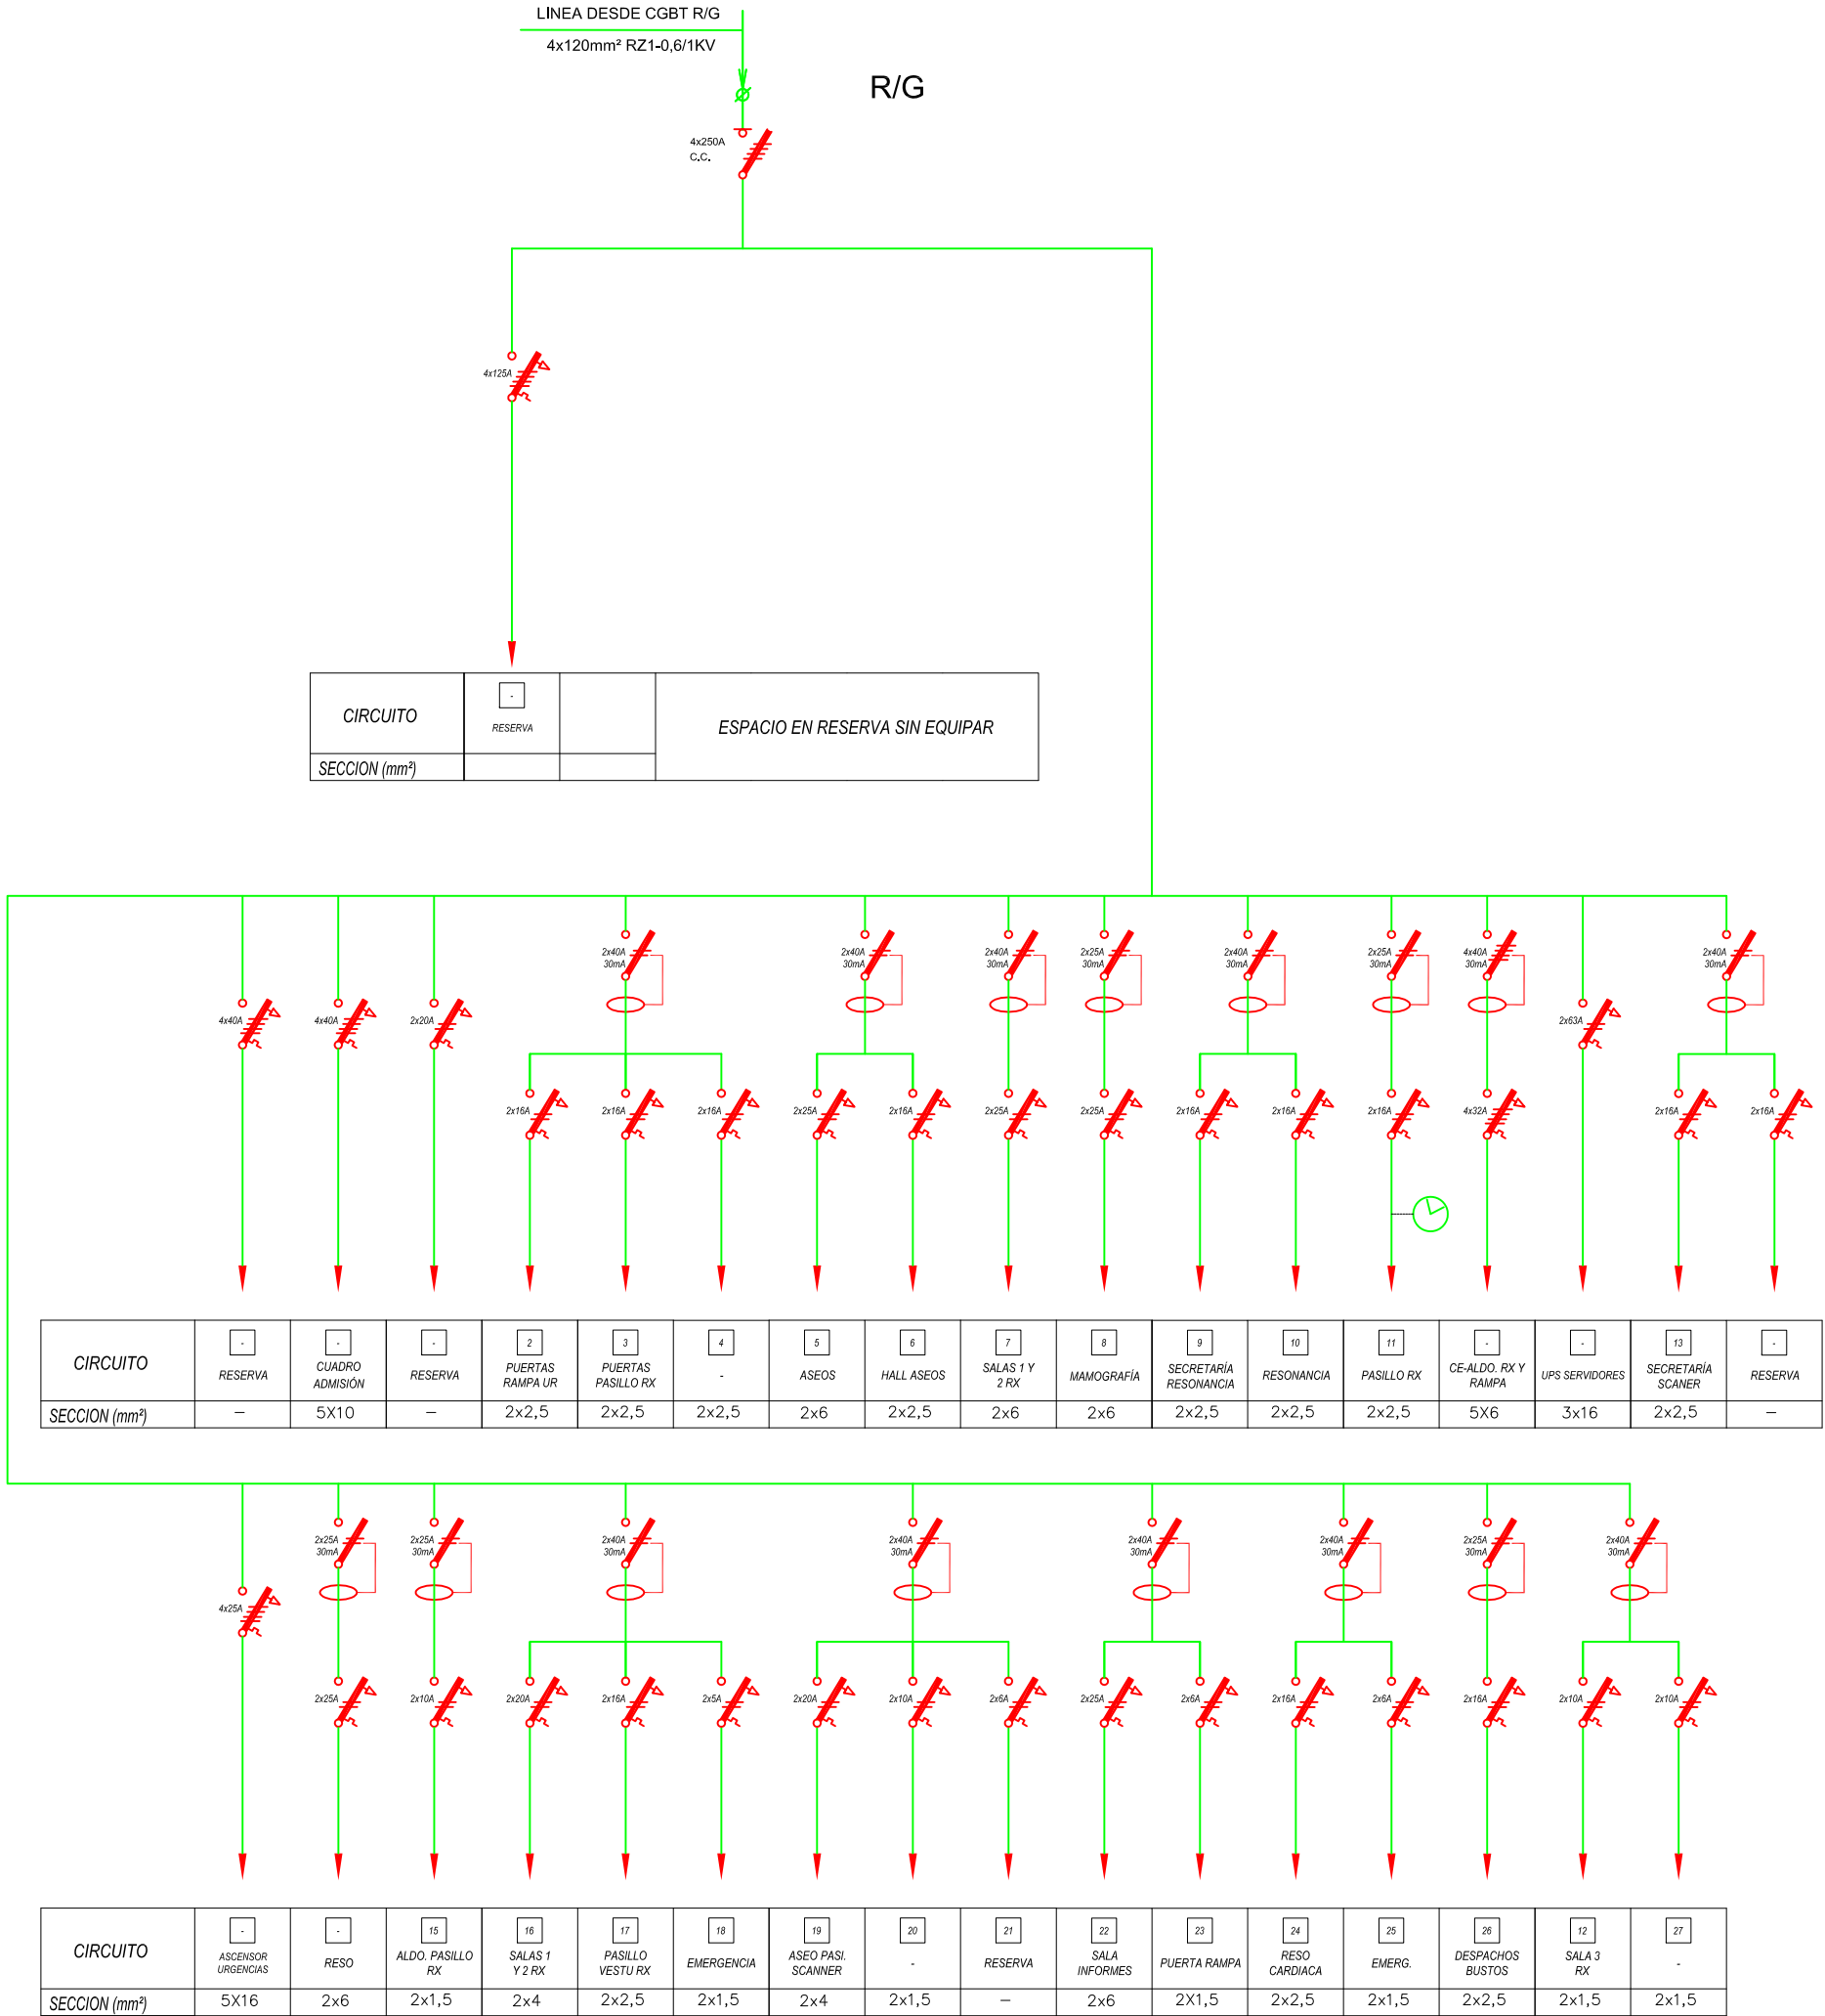 LINEA DESDE CGBT R/G
4x120mm² RZ1-0,6/1KV
R/G
4x250A
C.C.
4x125A
CIRCUITO
-
RESERVA
ESPACIO EN RESERVA SIN EQUIPAR
SECCION (mm²)
2x40A 2x40A 2x40A 2x25A 2x40A 2x25A 4x40A 2x40A
30mA 30mA 30mA 30mA 30mA 30mA 30mA 30mA
4x40A 4x40A 2x20A 2x63A
2x16A 2x16A 2x16A 2x25A 2x16A 2x25A 2x25A 2x16A 2x16A 2x16A 4x32A 2x16A 2x16A
- - - 2 3 4 5 6 7 8 9 10 11 - - 13 -
CIRCUITO
RESERVA
CUADRO
ADMISIÓN
RESERVA
PUERTAS
RAMPA UR
PUERTAS
PASILLO RX
-
ASEOS
HALL ASEOS
SALAS 1 Y
2 RX
MAMOGRAFÍA
SECRETARÍA
RESONANCIA
RESONANCIA
PASILLO RX
CE-ALDO. RX Y
RAMPA
UPS SERVIDORES
SECRETARÍA
SCANER
RESERVA
SECCION (mm²) – 5X10 – 2x2,5 2x2,5 2x2,5 2x6 2x2,5 2x6 2x6 2x2,5 2x2,5 2x2,5 5X6 3x16 2x2,5 –
2x25A 2x25A 2x40A 2x40A 2x40A 2x40A 2x25A 2x40A
30mA 30mA 30mA 30mA 30mA 30mA 30mA 30mA
4x25A
2x25A 2x10A 2x20A 2x16A 2x5A 2x20A 2x10A 2x6A 2x25A 2x6A 2x16A 2x6A 2x16A 2x10A 2x10A
- - 15 16 17 18 19 20 21 22 23 24 25 26 12 27
CIRCUITO
ASCENSOR
URGENCIAS
RESO
ALDO. PASILLO
RX
SALAS 1
Y 2 RX
PASILLO
VESTU RX
EMERGENCIA
ASEO PASI.
SCANNER
-
RESERVA
SALA
INFORMES
PUERTA RAMPA
RESO
CARDIACA
EMERG.
DESPACHOS
BUSTOS
SALA 3
RX
-
SECCION (mm²) 5X16 2x6 2x1,5 2x4 2x2,5 2x1,5 2x4 2x1,5 – 2x6 2X1,5 2x2,5 2x1,5 2x2,5 2x1,5 2x1,5